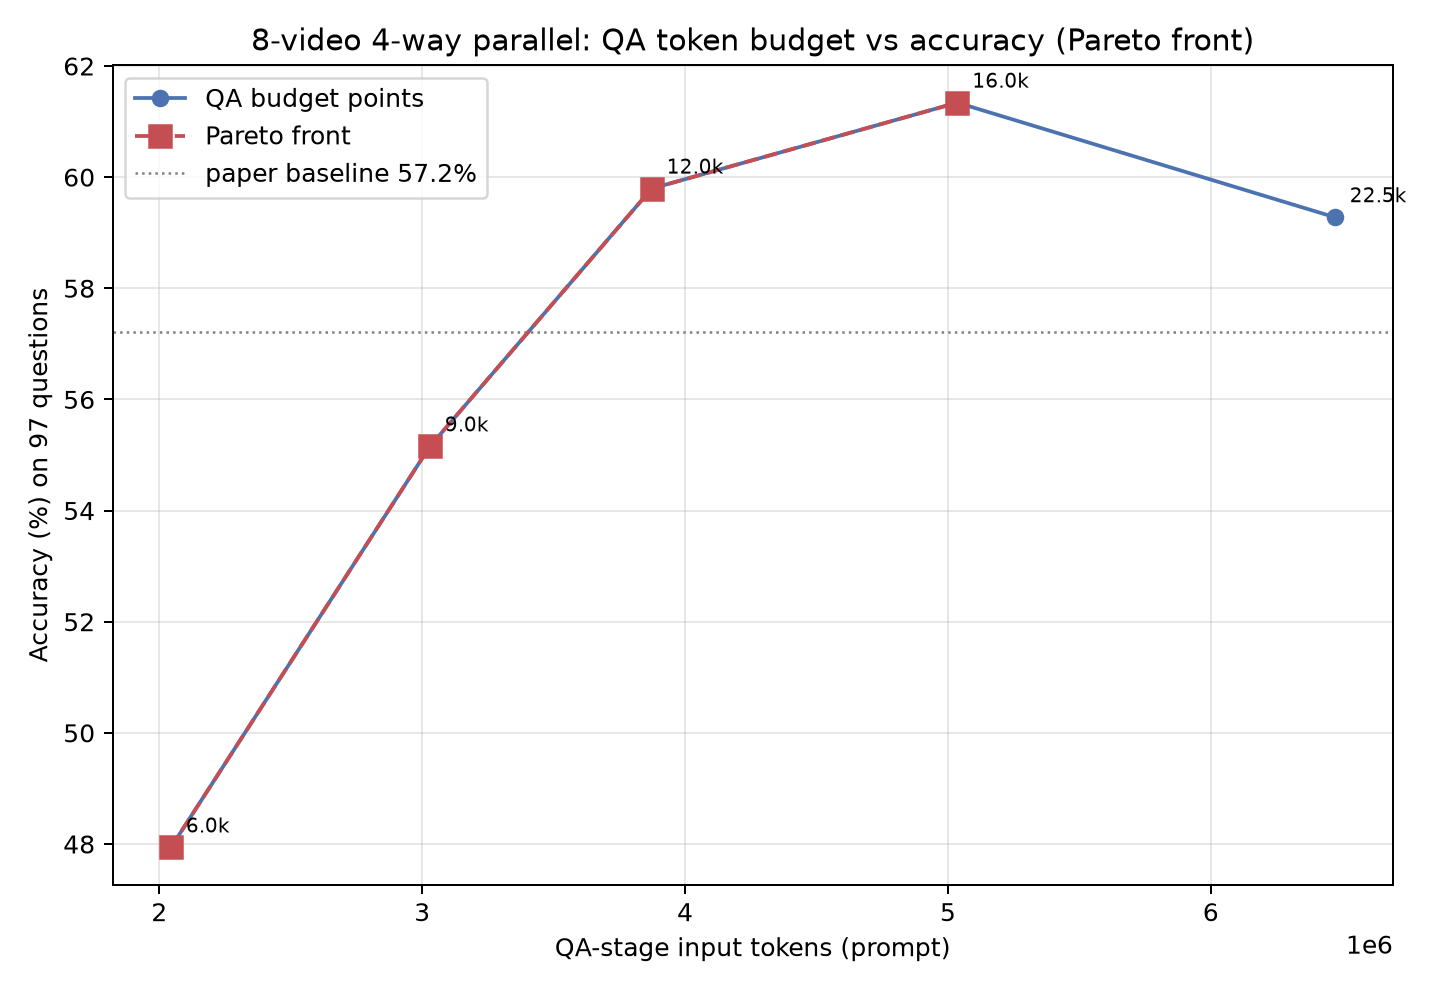 8-video 4-way parallel: QA token budget vs accuracy (Pareto front)
QA budget points
Pareto front
paper baseline 57.2%
62
60
58
56
54
52
50
48
Accuracy (%) on 97 questions
6.0k
9.0k
12.0k
16.0k
22.5k
2
3
4
5
6
1e6
QA-stage input tokens (prompt)